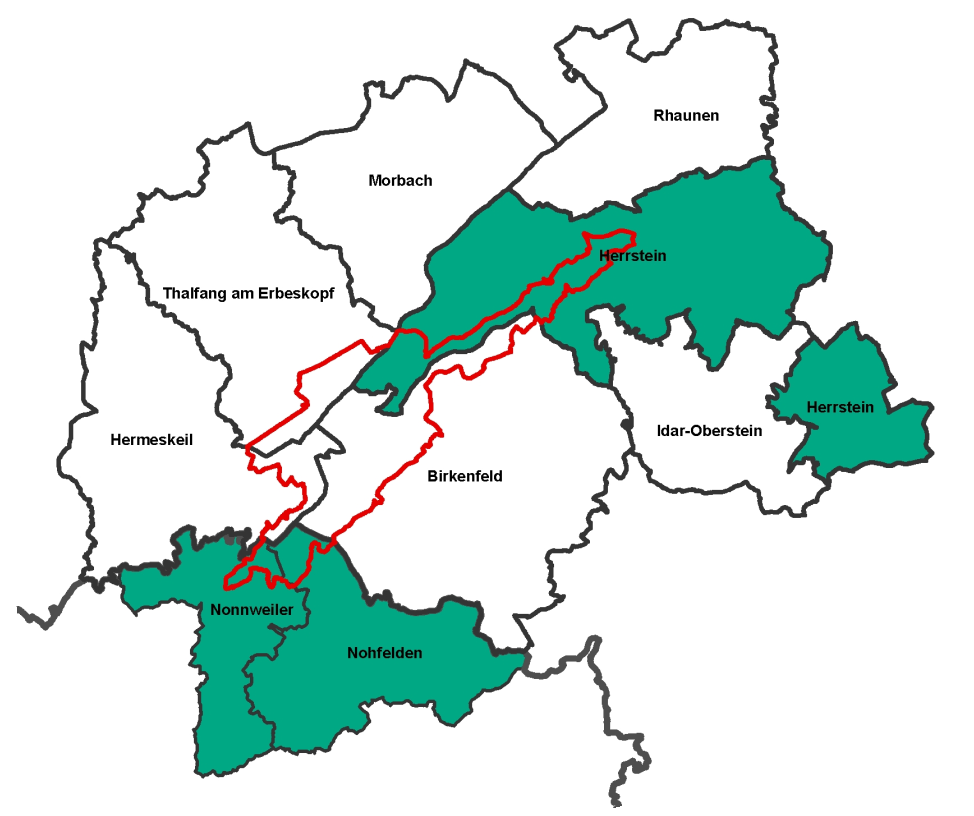 Rhaunen
Morbach
Herrstein
Thalfang am Erbeskopf
Herrstein
Idar-Oberstein
Hermeskeil
Birkenfeld
Nonnweiler
Nohfelden